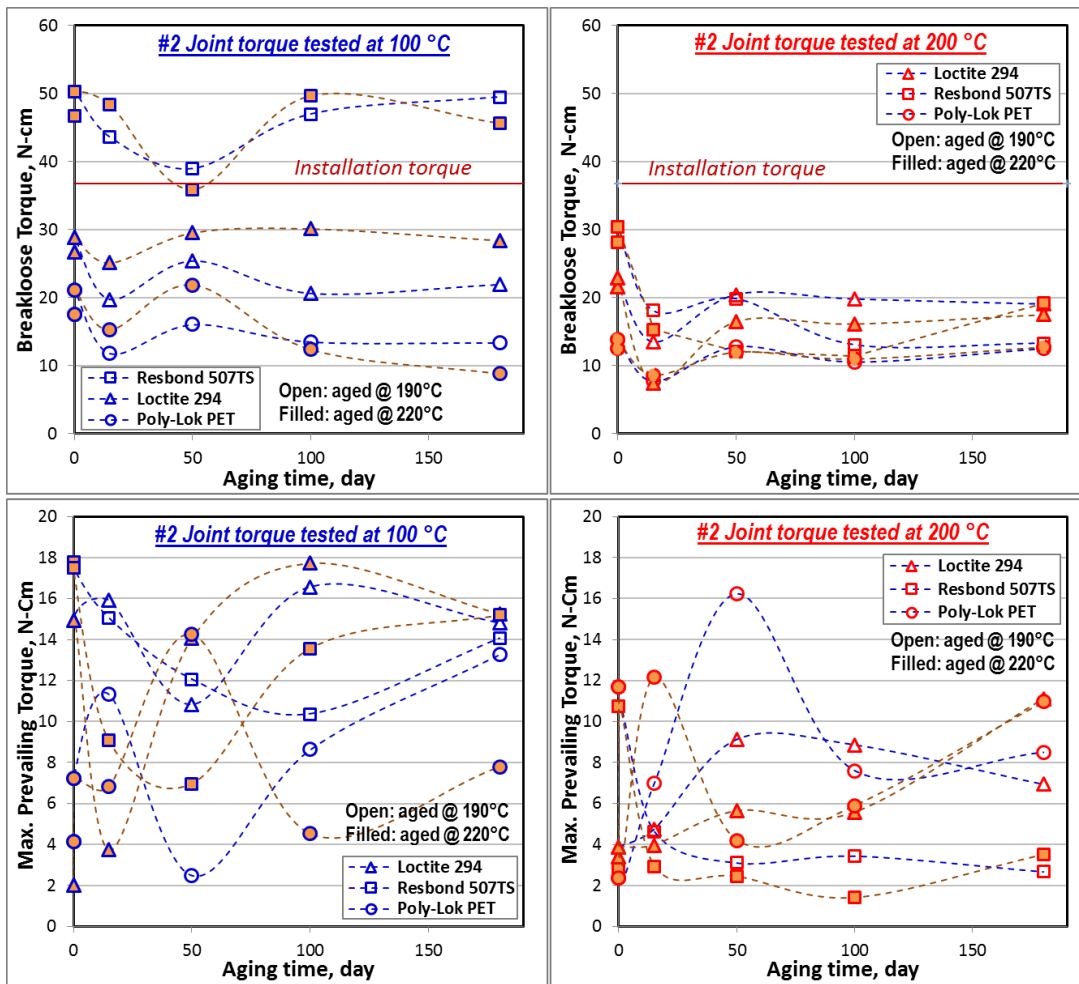 #2 Joint torque tested at 100 °C
60
50
40
30
20
10
0
Breakloose Torque, N-cm
Installation torque
Resbond 507TS
Loctite 294
Poly-Lok PET
Open: aged @ 190°C
Filled: aged @ 220°C
0
50
100
150
Aging time, day
#2 Joint torque tested at 200 °C
60
50
40
30
20
10
0
Breakloose Torque, N-cm
Loctite 294
Resbond 507TS
Poly-Lok PET
Open: aged @ 190°C
Filled: aged @ 220°C
Installation torque
0
50
100
150
Aging time, day
#2 Joint torque tested at 100 °C
20
18
16
14
12
10
8
6
4
2
0
Max. Prevailing Torque, N-Cm
Open: aged @ 190°C
Filled: aged @ 220°C
Loctite 294
Resbond 507TS
Poly-Lok PET
0
50
100
150
Aging time, day
#2 Joint torque tested at 200 °C
20
18
16
14
12
10
8
6
4
2
0
Max. Prevailing Torque, N-Cm
Loctite 294
Resbond 507TS
Poly-Lok PET
Open: aged @ 190°C
Filled: aged @ 220°C
0
50
100
150
Aging time, day